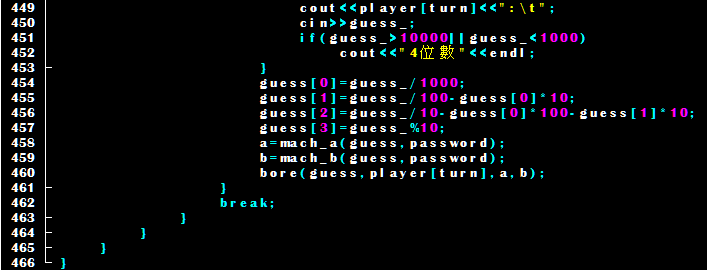 449 cout<<player[turn]<<":\t";
450 cin>>guess_;
451 if(guess_>10000||guess_<1000)
452 cout<<"4位數"<<endl;
453 }
454 guess[0]=guess_/1000;
455 guess[1]=guess_/100-guess[0]*10;
456 guess[2]=guess_/10-guess[0]*100-guess[1]*10;
457 guess[3]=guess_%10;
458 a=mach_a(guess,password);
459 b=mach_b(guess,password);
460 bore(guess,player[turn],a,b);
461 }
462 break;
463 }
464 }
465 }
466 }